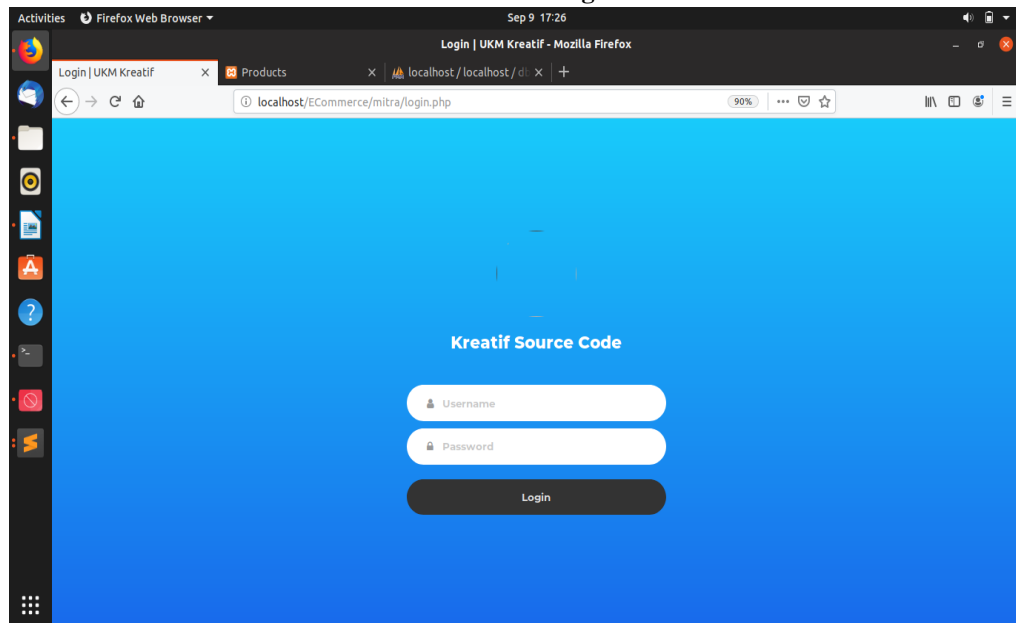 Activities Firefox Web Browser Sep 9 17:26
Login | UKM Kreatif - Mozilla Firefox
Login | UKM Kreatif Products localhost / localhost / db
localhost/ECommerce/mitra/login.php 90%
Kreatif Source Code
Username
Password
Login